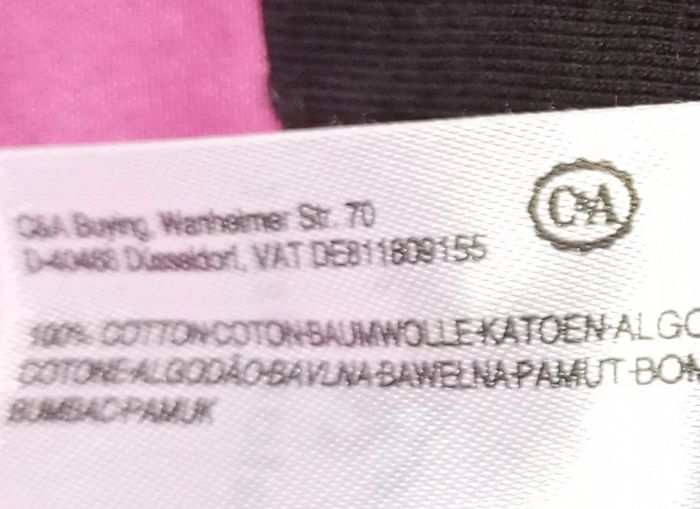 C&A
C&A Buying, Wanheimer Str. 70
D-40468 Düsseldorf, VAT DE811809155
100% COTTON-COTON-BAUMWOLLE-KATOEN-ALGO
COTONE-ALGODÃO-BAVLNA-BAWEŁNA-PAMUT-BOM
BUMBAC-PAMUK